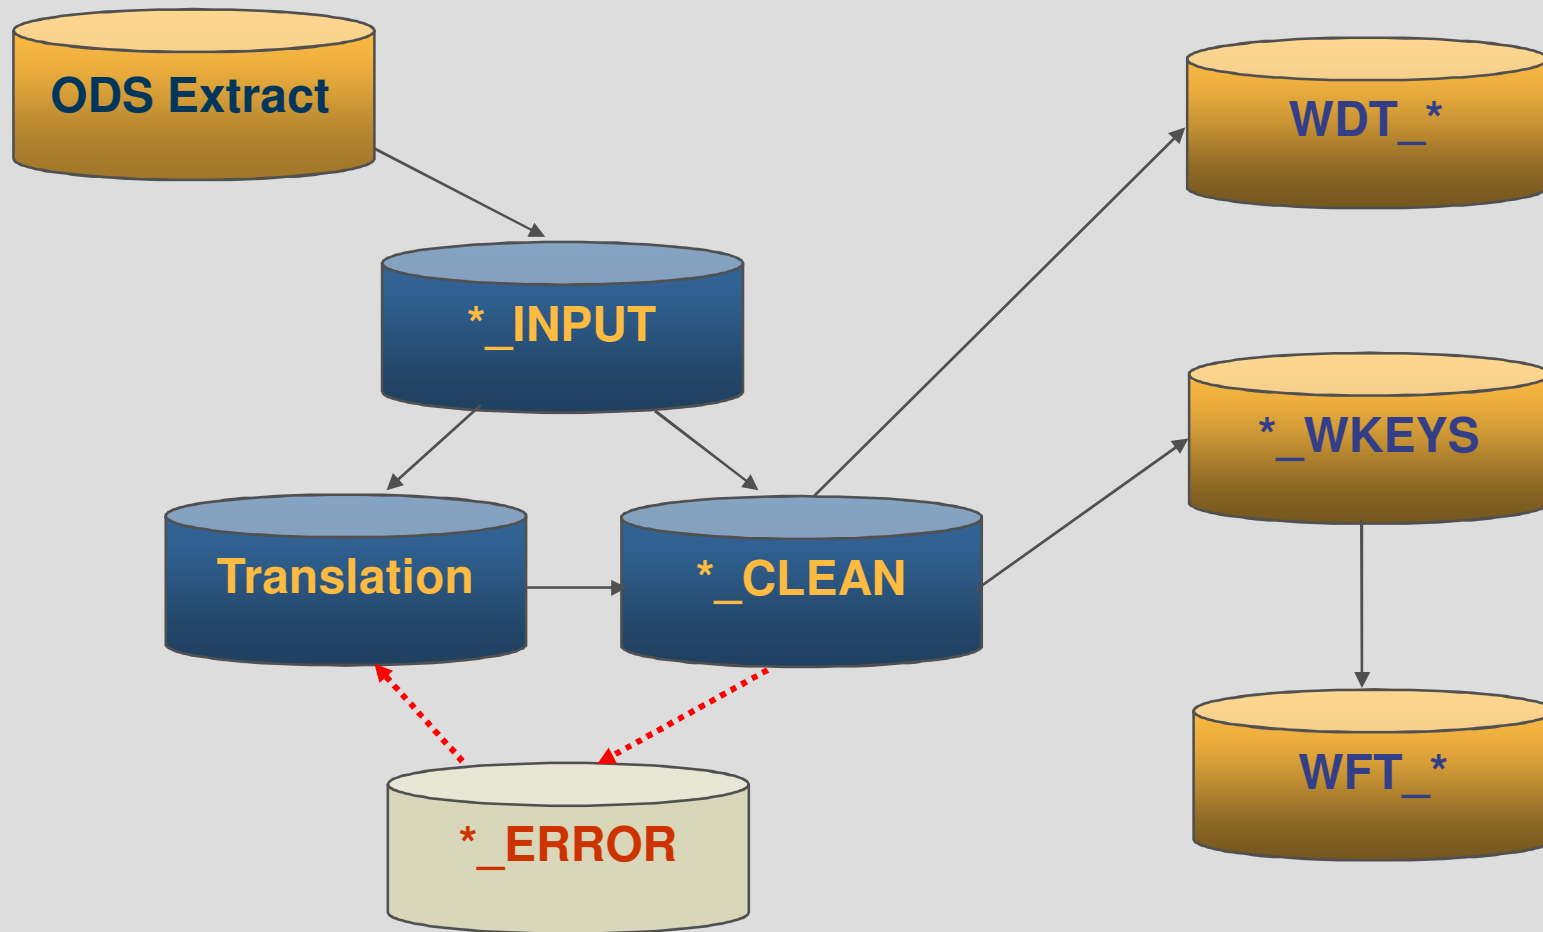 ODS Extract
WDT_*
*_INPUT
*_WKEYS
Translation
*_CLEAN
WFT_*
*_ERROR